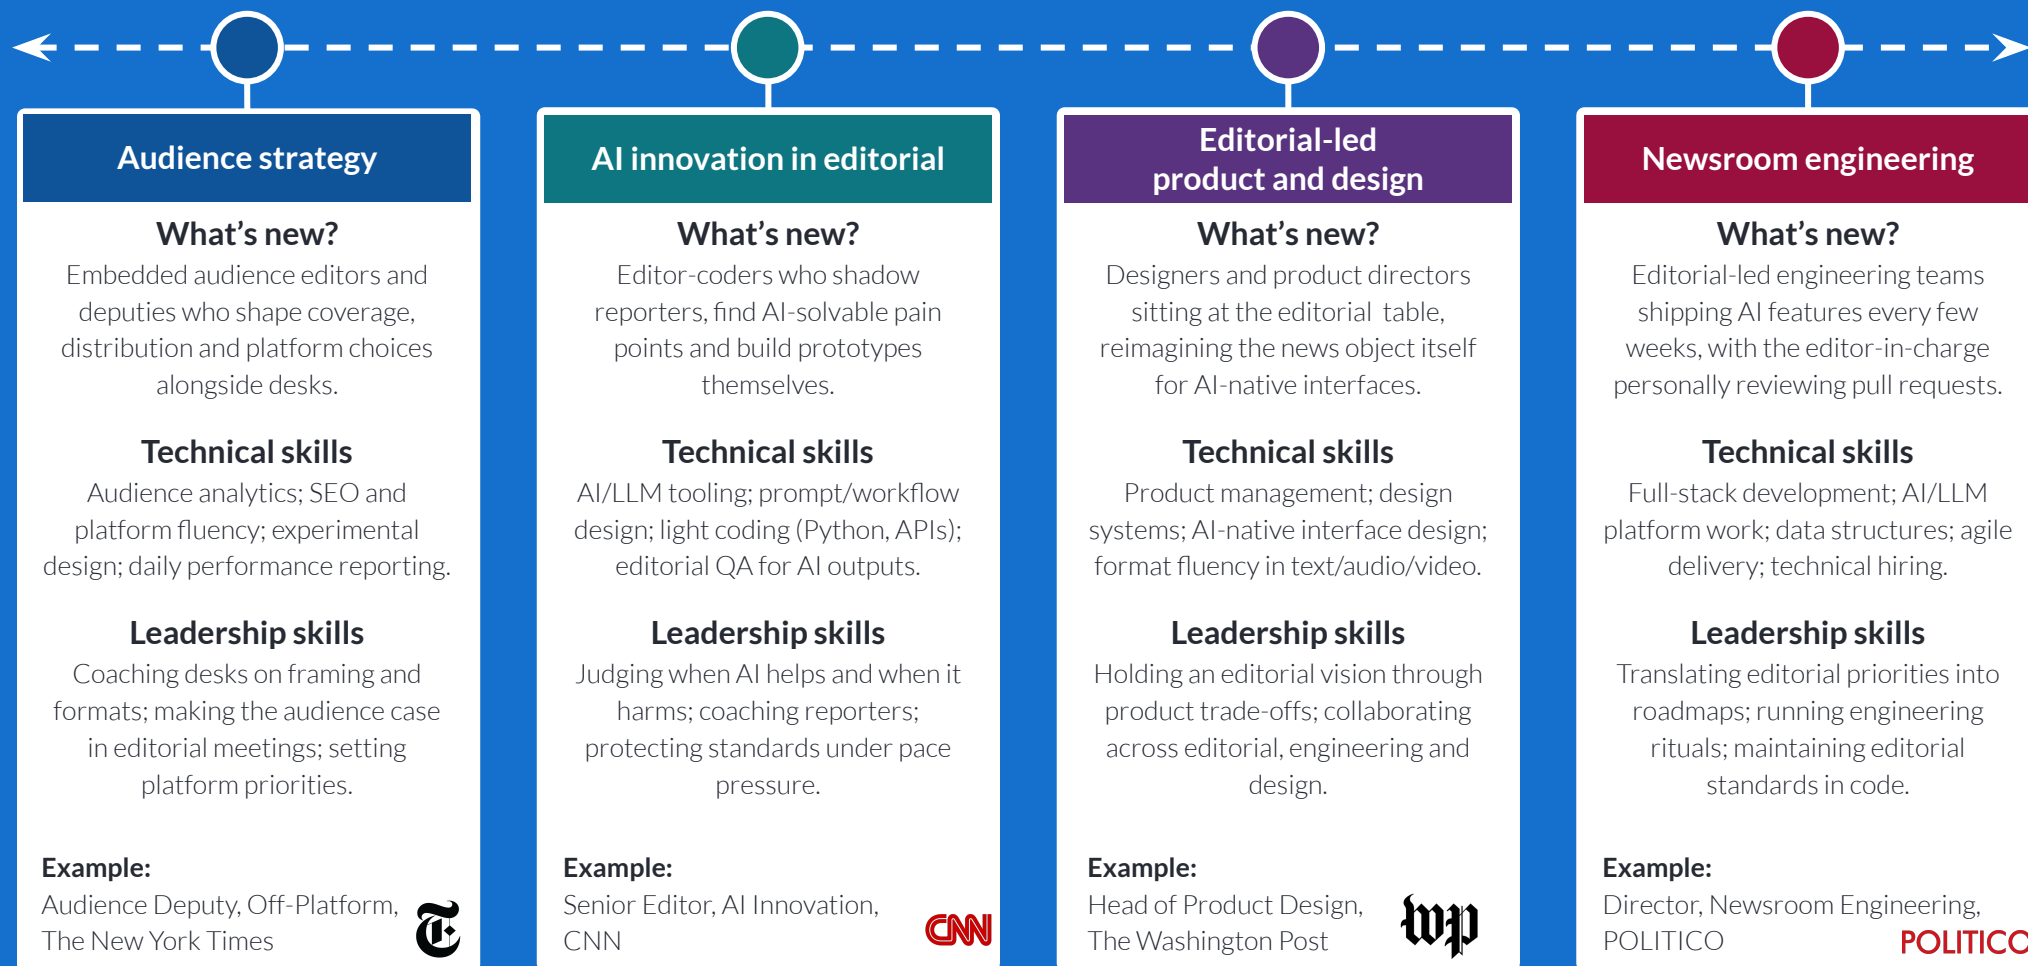 Audience strategy
What's new?
Embedded audience editors and
deputies who shape coverage,
distribution and platform choices
alongside desks.
Technical skills
Audience analytics; SEO and
platform fluency; experimental
design; daily performance reporting.
Leadership skills
Coaching desks on framing and
formats; making the audience case
in editorial meetings; setting
platform priorities.
Example:
Audience Deputy, Off-Platform,
The New York Times
T
AI innovation in editorial
What's new?
Editor-coders who shadow
reporters, find AI-solvable pain
points and build prototypes
themselves.
Technical skills
AI/LLM tooling; prompt/workflow
design; light coding (Python, APIs);
editorial QA for AI outputs.
Leadership skills
Judging when AI helps and when it
harms; coaching reporters;
protecting standards under pace
pressure.
Example:
Senior Editor, AI Innovation,
CNN
CNN
Editorial-led
product and design
What's new?
Designers and product directors
sitting at the editorial table,
reimagining the news object itself
for AI-native interfaces.
Technical skills
Product management; design
systems; AI-native interface design;
format fluency in text/audio/video.
Leadership skills
Holding an editorial vision through
product trade-offs; collaborating
across editorial, engineering and
design.
Example:
Head of Product Design,
The Washington Post
wp
Newsroom engineering
What's new?
Editorial-led engineering teams
shipping AI features every few
weeks, with the editor-in-charge
personally reviewing pull requests.
Technical skills
Full-stack development; AI/LLM
platform work; data structures; agile
delivery; technical hiring.
Leadership skills
Translating editorial priorities into
roadmaps; running engineering
rituals; maintaining editorial
standards in code.
Example:
Director, Newsroom Engineering,
POLITICO
POLITICO